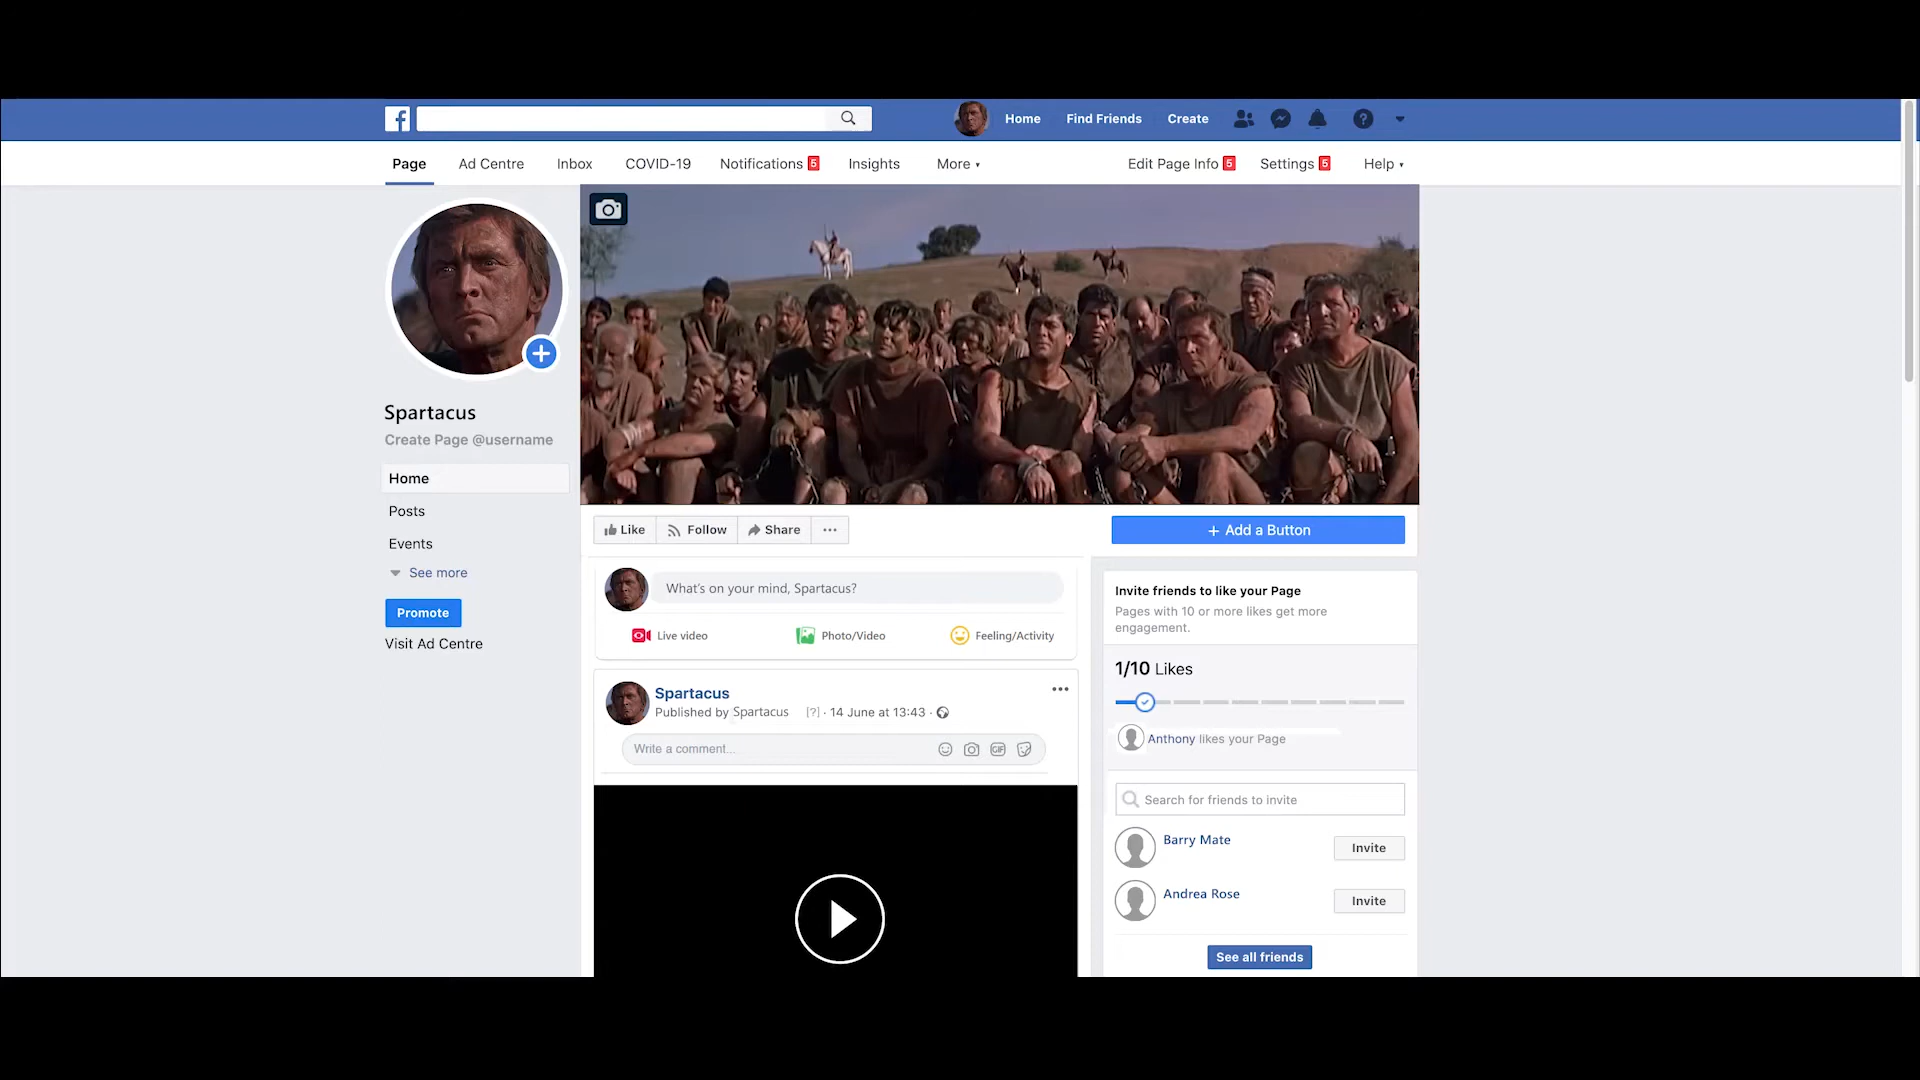 Home Find Friends Create
Page Ad Centre Inbox COVID-19 Notifications 5 Insights More Edit Page Info 5 Settings 5 Help
Spartacus
Create Page @username
Home
Posts
Events
See more
Promote
Visit Ad Centre
Like Follow Share ...
+ Add a Button
What's on your mind, Spartacus?
Live video Photo/Video Feeling/Activity
Spartacus
Published by Spartacus [?] · 14 June at 13:43 ·
Write a comment...
GIF
Invite friends to like your Page
Pages with 10 or more likes get more
engagement.
1/10 Likes
Anthony likes your Page
Search for friends to invite
Barry Mate Invite
Andrea Rose Invite
See all friends